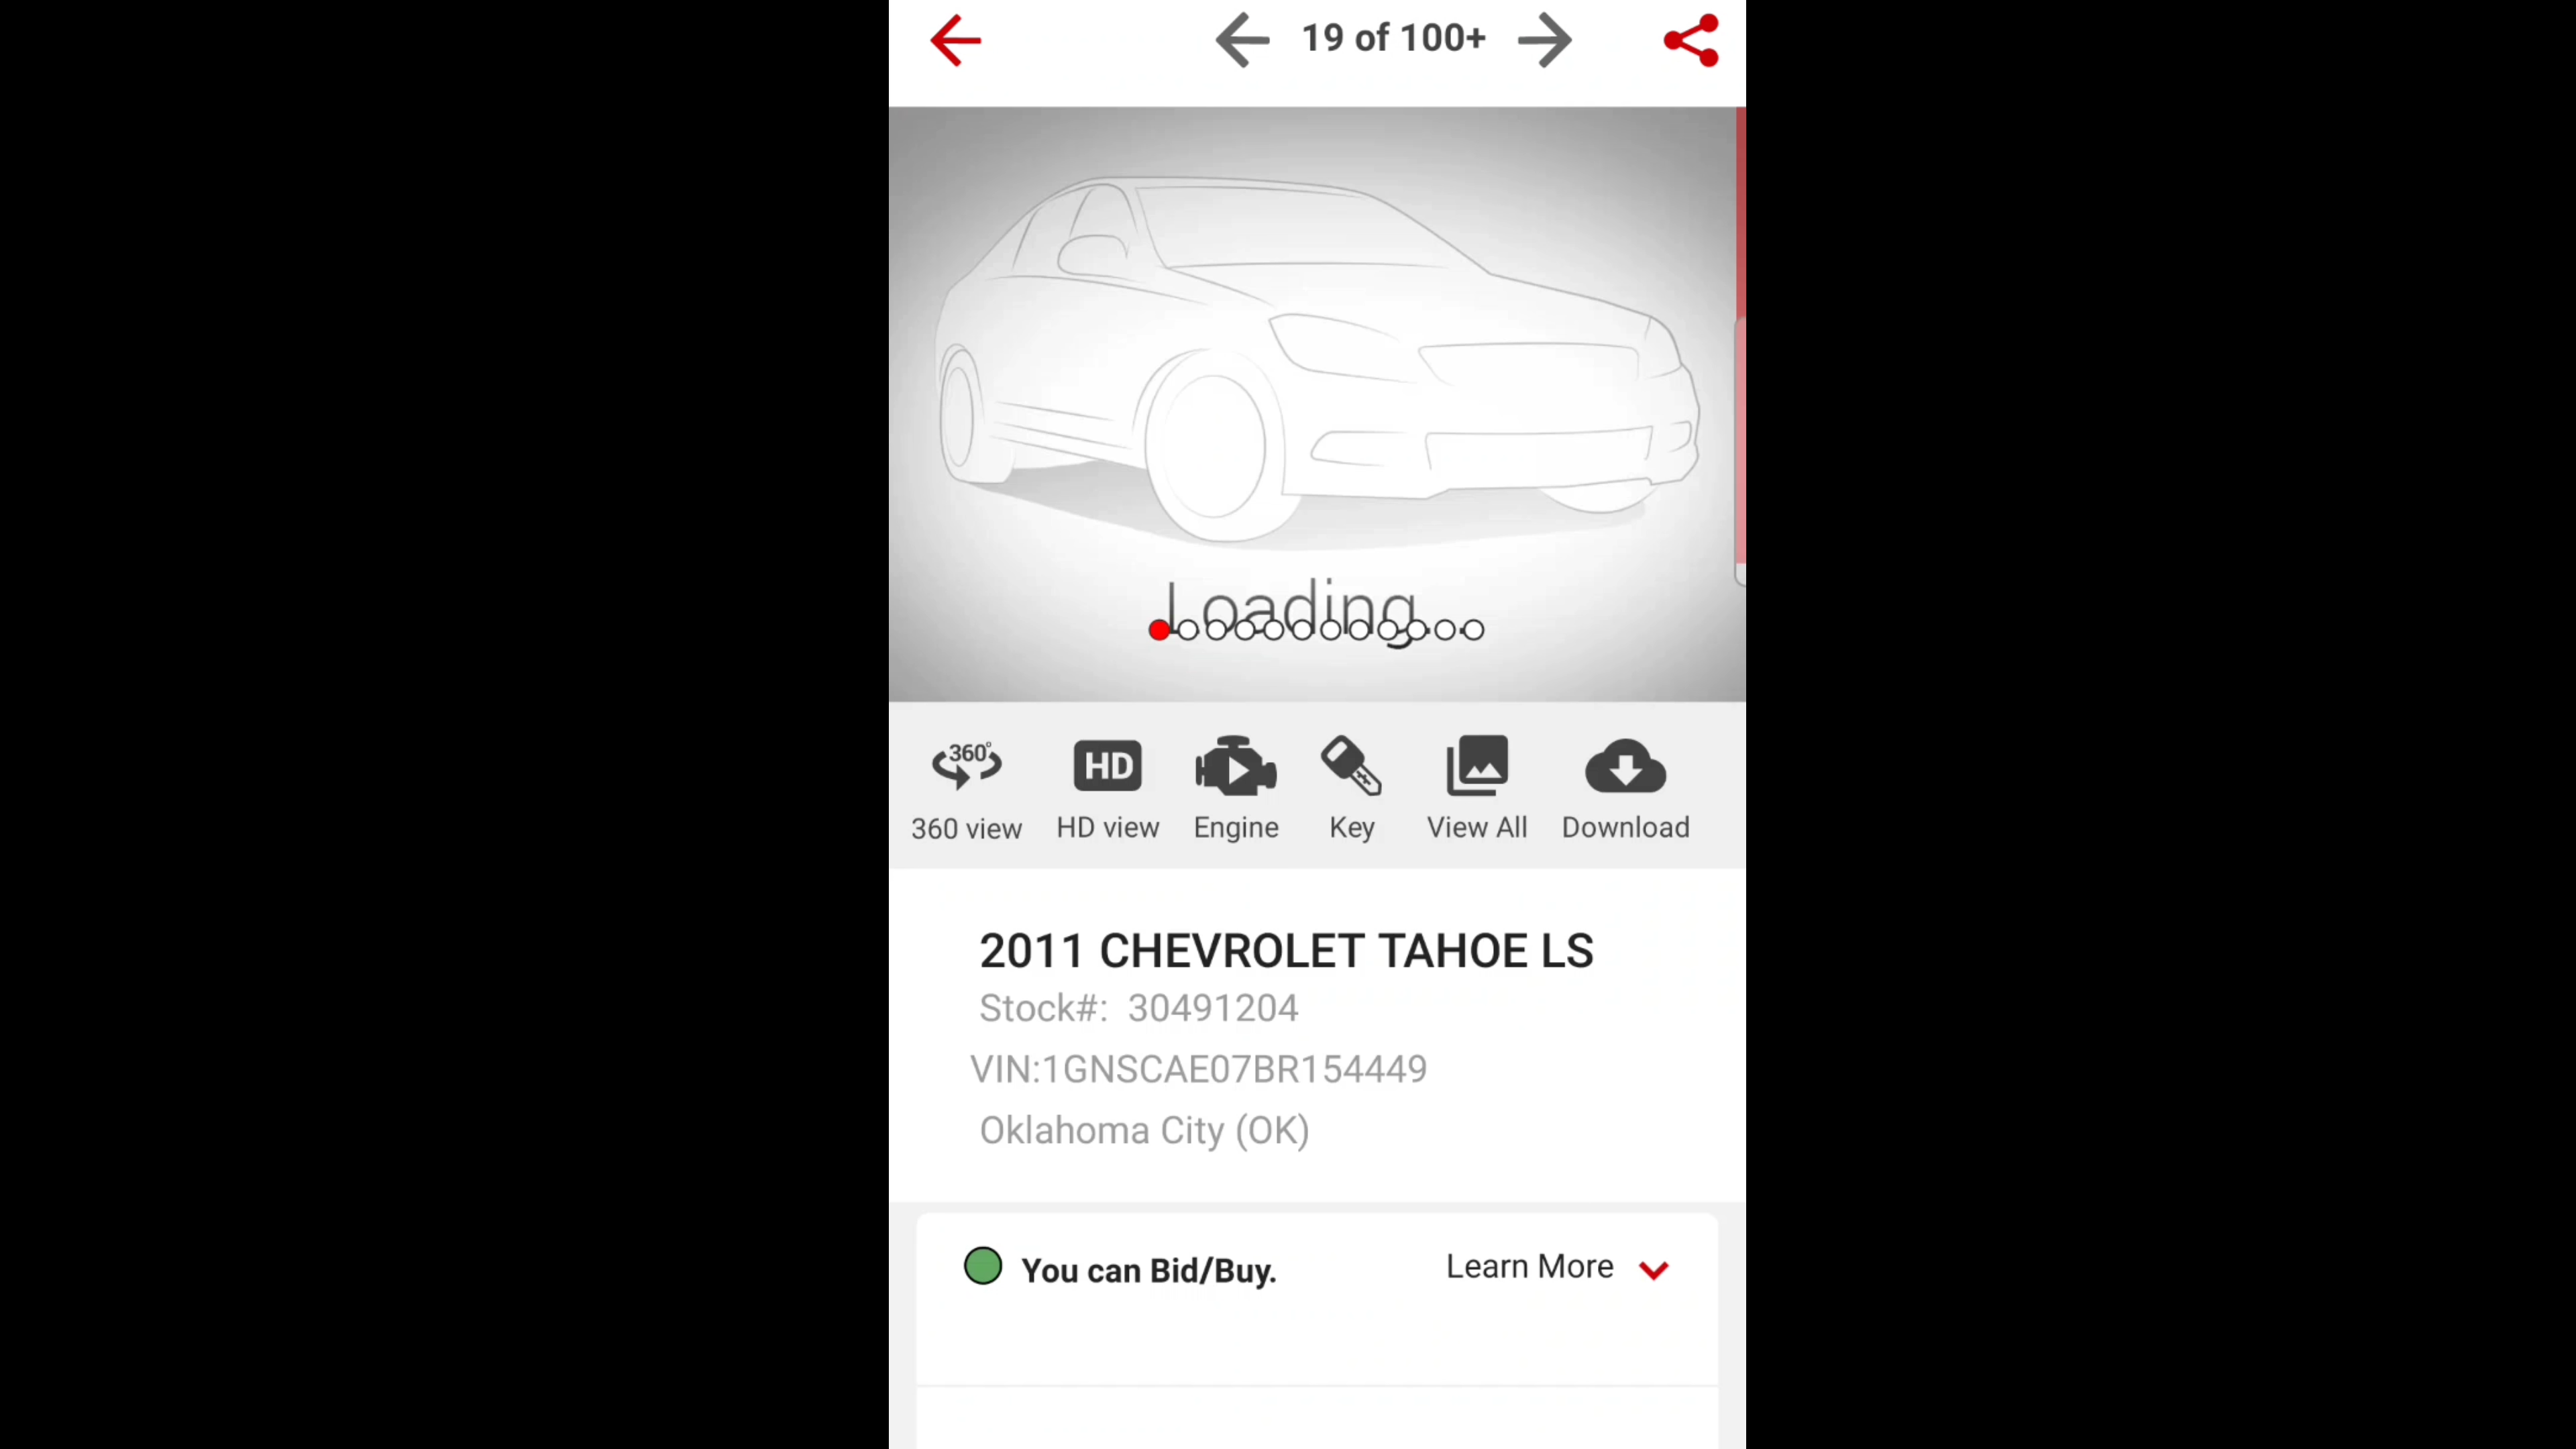 19 of 100+
Loading...
360°
HD
360 view
HD view
Engine
Key
View All
Download
2011 CHEVROLET TAHOE LS
Stock#: 30491204
VIN:1GNSCAE07BR154449
Oklahoma City (OK)
You can Bid/Buy.
Learn More